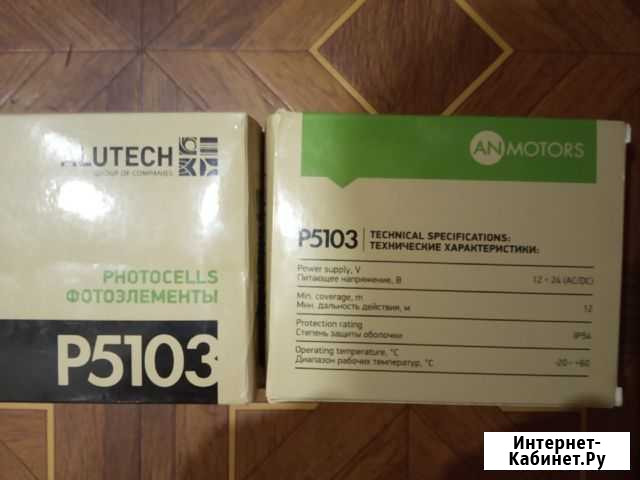 ALUTECH
GROUP OF COMPANIES
PHOTOCELLS
ФОТОЭЛЕМЕНТЫ
P5103
AN MOTORS
P5103
TECHNICAL SPECIFICATIONS:
ТЕХНИЧЕСКИЕ ХАРАКТЕРИСТИКИ:
Power supply, V
Питающее напряжение, В
12 - 24 (AC/DC)
Min. coverage, m
Мин. дальность действия, м
12
Protection rating
Степень защиты оболочки
IP54
Operating temperature, °C
Диапазон рабочих температур, °C
-20...+60
Интернет-
Кабинет.Ру